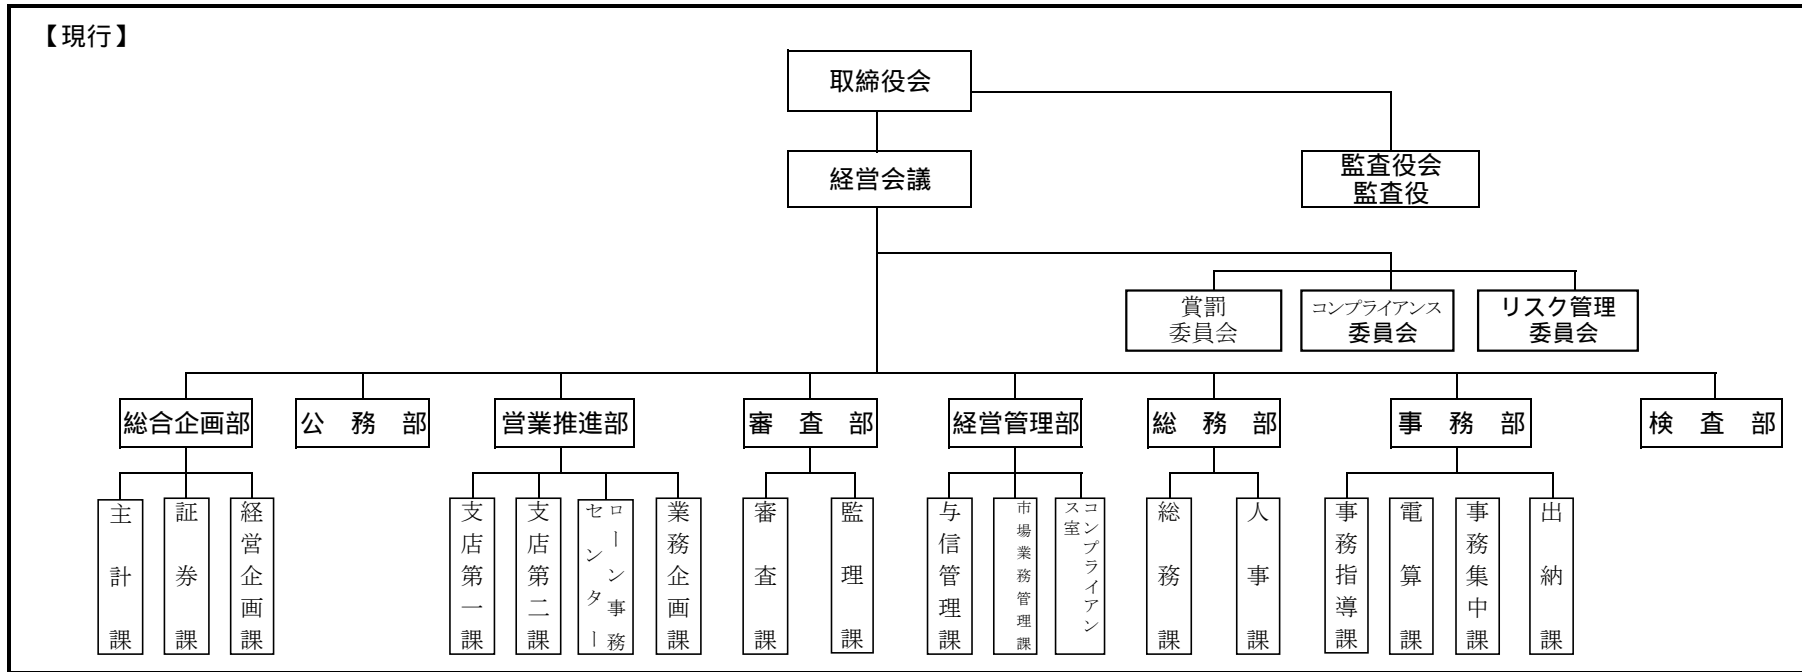 【現行】
取締役会
経営会議
監査役会
監査役
賞罰
委員会
コンプライアンス
委員会
リスク管理
委員会
総合企画部
公務部
営業推進部
審査部
経営管理部
総務部
事務部
検査部
主計課
証券課
経営企画課
支店第一課
支店第二課
ローン事務
センター
業務企画課
審査課
監理課
与信管理課
市場業務管理課
コンプライアン
ス室
総務課
人事課
事務指導課
電算課
事務集中課
出納課